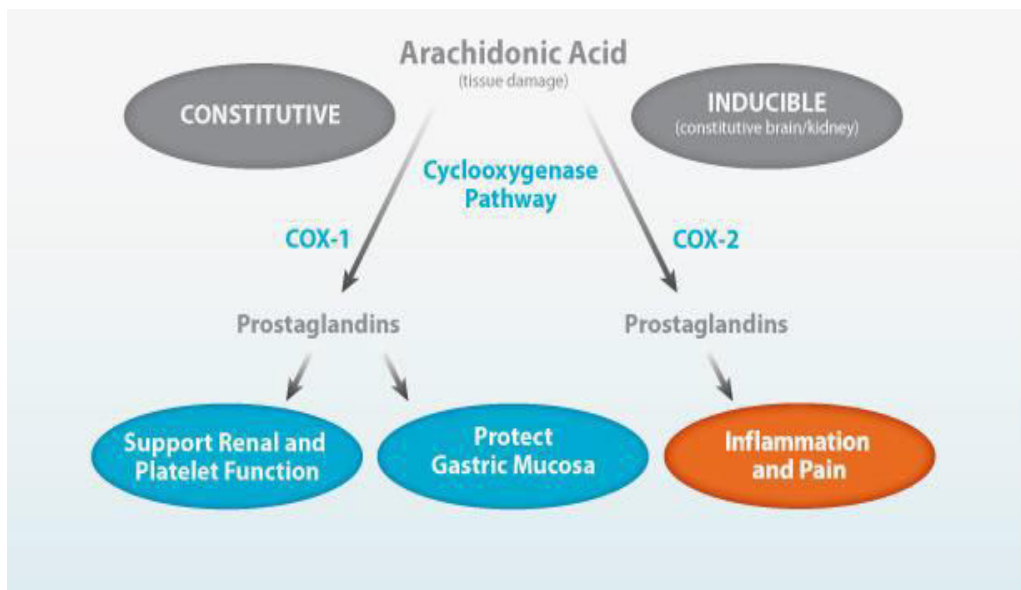 Arachidonic Acid
(tissue damage)
CONSTITUTIVE
INDUCIBLE
(constitutive brain/kidney)
Cyclooxygenase
Pathway
COX-1
COX-2
Prostaglandins
Prostaglandins
Support Renal and
Platelet Function
Protect
Gastric Mucosa
Inflammation
and Pain